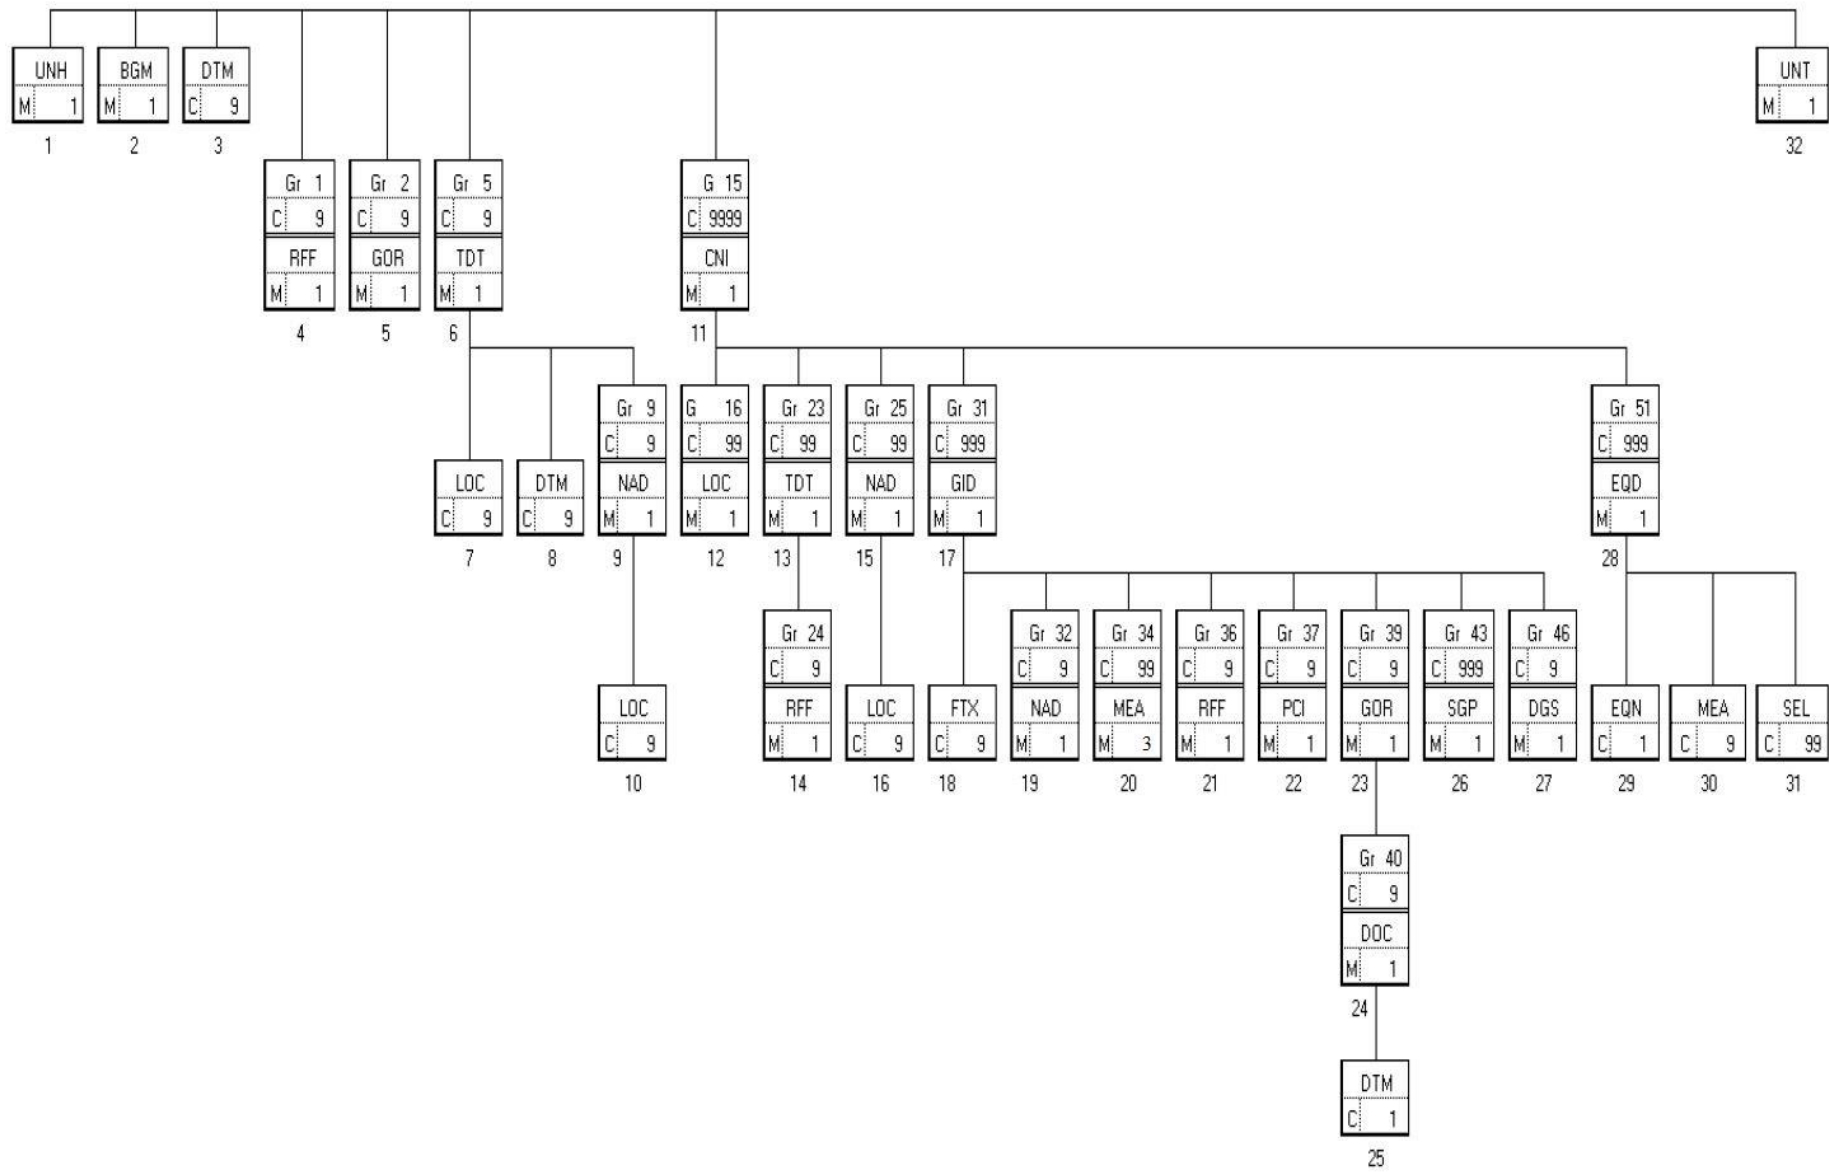 UNH BGM DTM UNT
M 1 M 1 C 9 M 1
1 2 3 32
Gr 1 Gr 2 Gr 5 G 15
C 9 C 9 C 9 C 9999
RFF GOR TDT CNI
M 1 M 1 M 1 M 1
4 5 6 11
Gr 9 G 16 Gr 23 Gr 25 Gr 31 Gr 51
C 9 C 99 C 99 C 99 C 999 C 999
LOC DTM NAD LOC TDT NAD GID EQD
C 9 C 9 M 1 M 1 M 1 M 1 M 1 M 1
7 8 9 12 13 15 17 28
Gr 24 Gr 32 Gr 34 Gr 36 Gr 37 Gr 39 Gr 43 Gr 46
C 9 C 9 C 99 C 9 C 9 C 9 C 999 C 9
LOC RFF LOC FTX NAD MEA RFF PCI GOR SGP DGS EQN MEA SEL
C 9 M 1 C 9 C 9 M 1 M 3 M 1 M 1 M 1 M 1 M 1 C 1 C 9 C 99
10 14 16 18 19 20 21 22 23 26 27 29 30 31
Gr 40
C 9
DOC
M 1
24
DTM
C 1
25